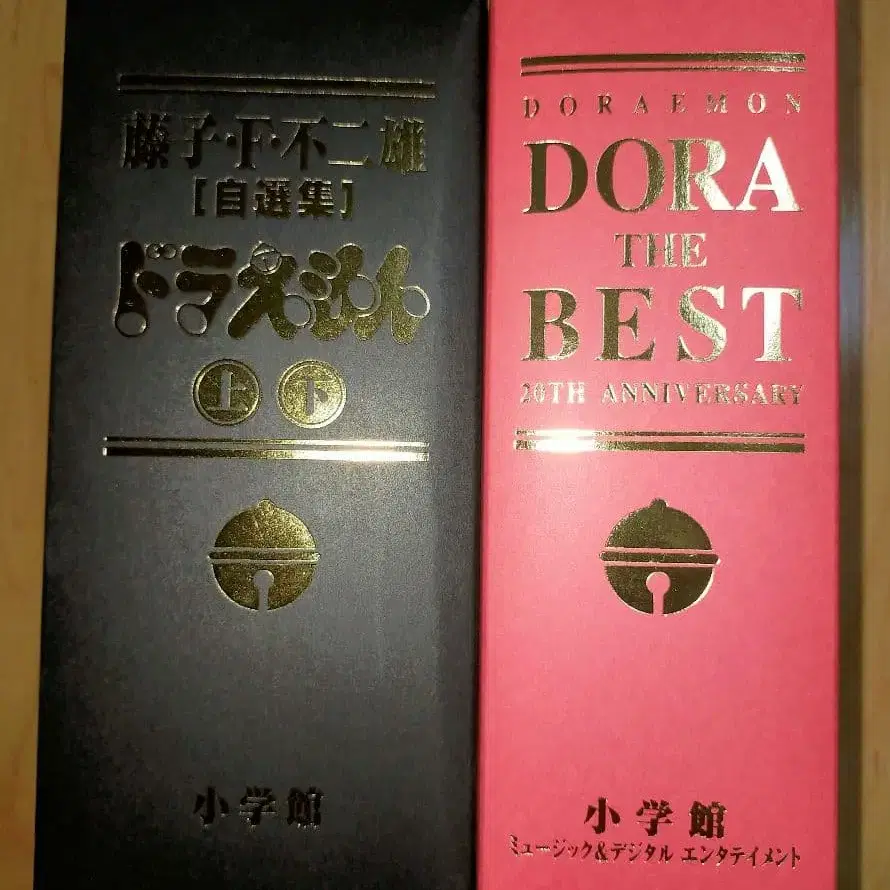 藤子・F・不二雄
[自選集]
ドラえもん
上 下
小学館
DORAEMON
DORA
THE
BEST
20TH ANNIVERSARY
小学館
ミュージック&デジタル エンタテイメント